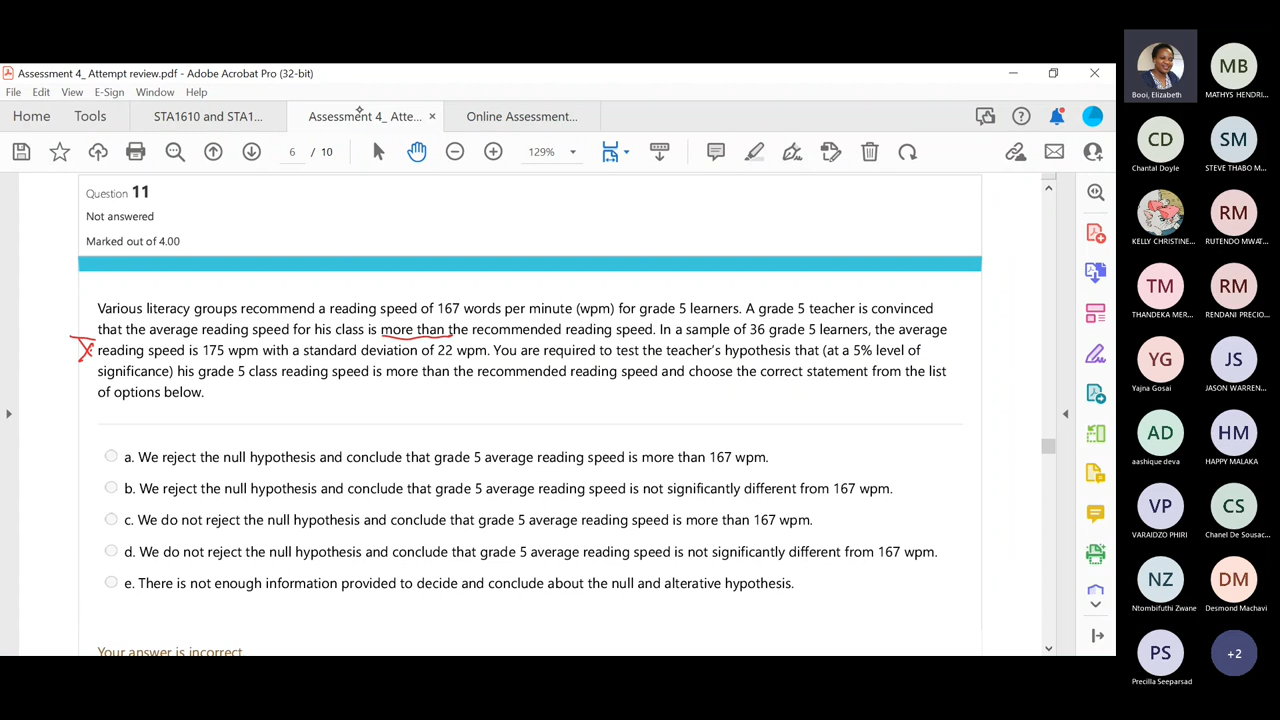 Assessment 4_ Attempt review.pdf - Adobe Acrobat Pro (32-bit)
File Edit View E-Sign Window Help
Home Tools STA1610 and STA1... Assessment 4_ Atte... × Online Assessment...
6 / 10 129%
Question 11
Not answered
Marked out of 4.00
Various literacy groups recommend a reading speed of 167 words per minute (wpm) for grade 5 learners. A grade 5 teacher is convinced
that the average reading speed for his class is more than the recommended reading speed. In a sample of 36 grade 5 learners, the average
reading speed is 175 wpm with a standard deviation of 22 wpm. You are required to test the teacher's hypothesis that (at a 5% level of
significance) his grade 5 class reading speed is more than the recommended reading speed and choose the correct statement from the list
of options below.
a. We reject the null hypothesis and conclude that grade 5 average reading speed is more than 167 wpm.
b. We reject the null hypothesis and conclude that grade 5 average reading speed is not significantly different from 167 wpm.
c. We do not reject the null hypothesis and conclude that grade 5 average reading speed is more than 167 wpm.
d. We do not reject the null hypothesis and conclude that grade 5 average reading speed is not significantly different from 167 wpm.
e. There is not enough information provided to decide and conclude about the null and alterative hypothesis.
Your answer is incorrect.
Booi, Elizabeth
MB
MATHYS HENDRI...
CD
Chantal Doyle
SM
STEVE THABO M...
KELLY CHRISTINE...
RM
RUTENDO MWAT...
TM
THANDEKA MER...
RM
RENDANI PRECIO...
YG
Yajna Gosai
JS
JASON WARREN...
AD
aashique deva
HM
HAPPY MALAKA
VP
VARAIDZO PHIRI
CS
Chanel De Sousac...
NZ
Ntombifuthi Zwane
DM
Desmond Machavi
PS
Precilla Seeparsad
+2